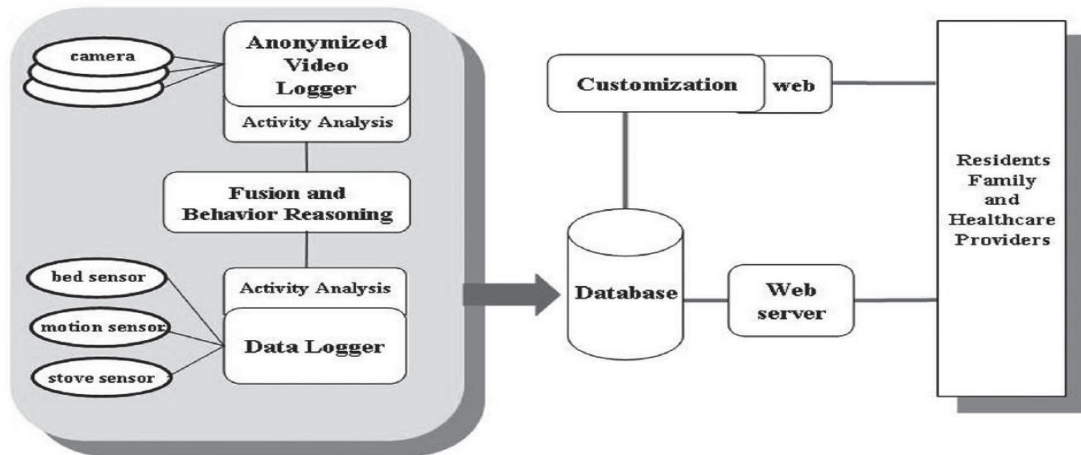 camera
Anonymized
Video
Logger
Activity Analysis
Fusion and
Behavior Reasoning
bed sensor
motion sensor
stove sensor
Activity Analysis
Data Logger
Customization
web
Database
Web
server
Residents
Family
and
Healthcare
Providers